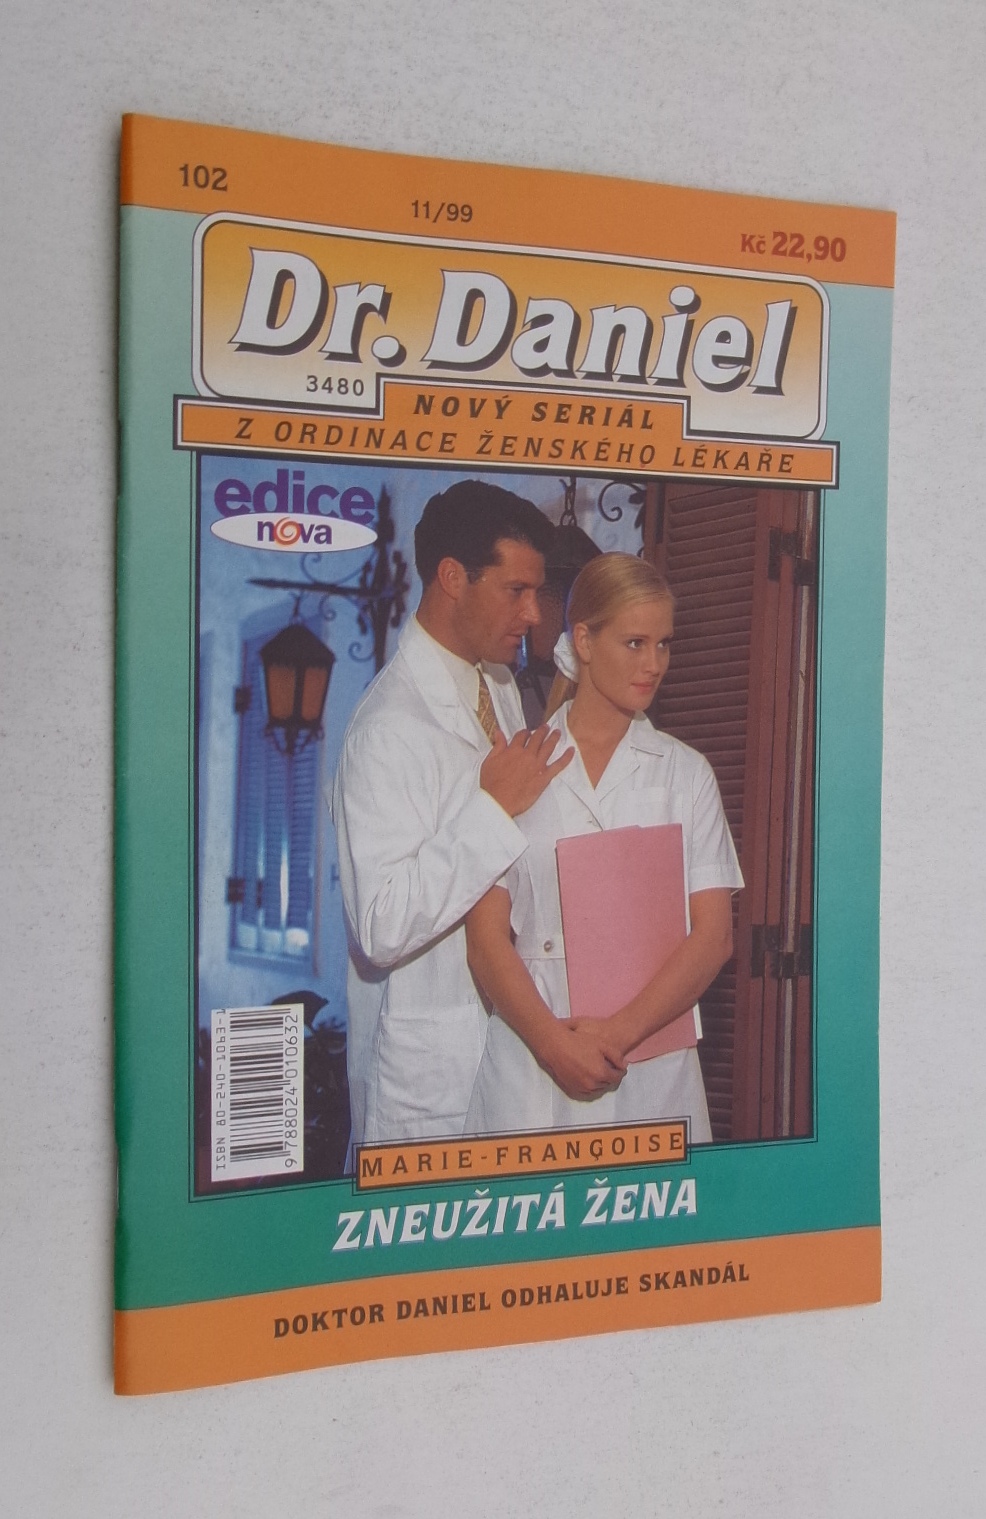 102
11/99
Kč 22,90
Dr. Daniel
3480
NOVÝ SERIÁL
Z ORDINACE ŽENSKÉHO LÉKAŘE
edice
nova
ISBN 80-240-1063-1
9 788024 010632
MARIE-FRANÇOISE
ZNEUŽITÁ ŽENA
DOKTOR DANIEL ODHALUJE SKANDÁL